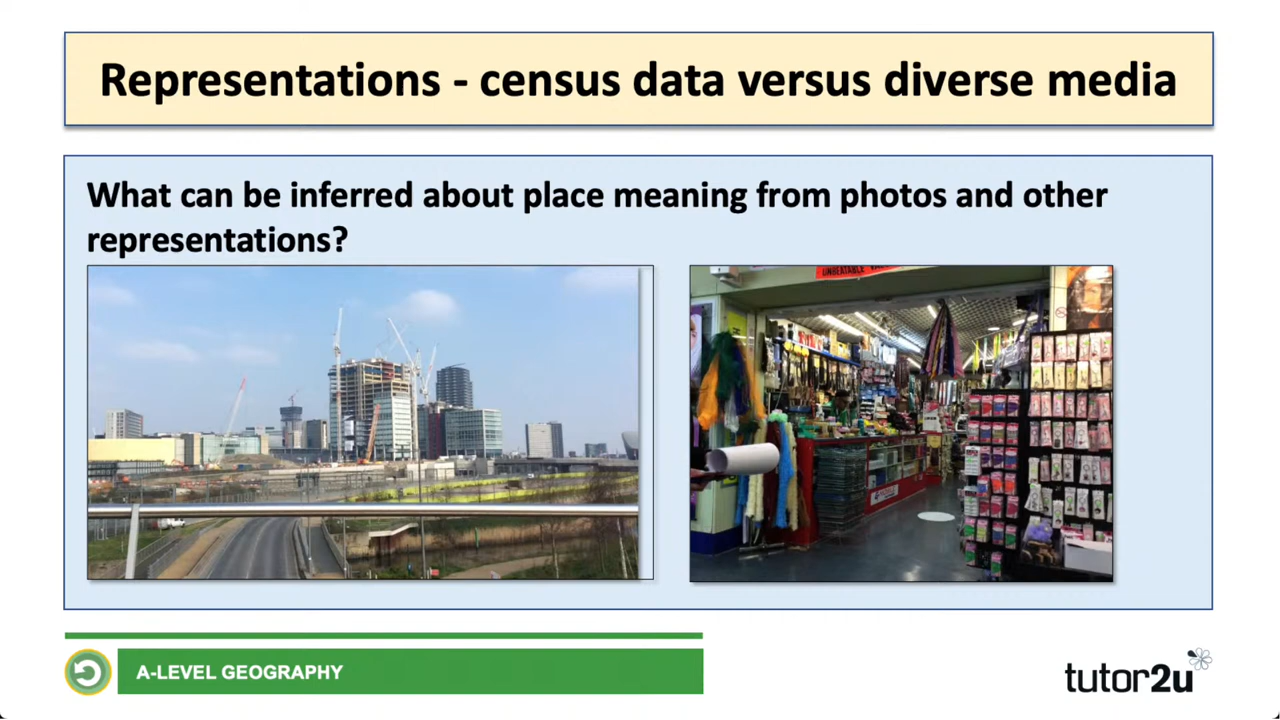 Representations - census data versus diverse media
What can be inferred about place meaning from photos and other
representations?
UNBEATABLE
A-LEVEL GEOGRAPHY
tutor2u